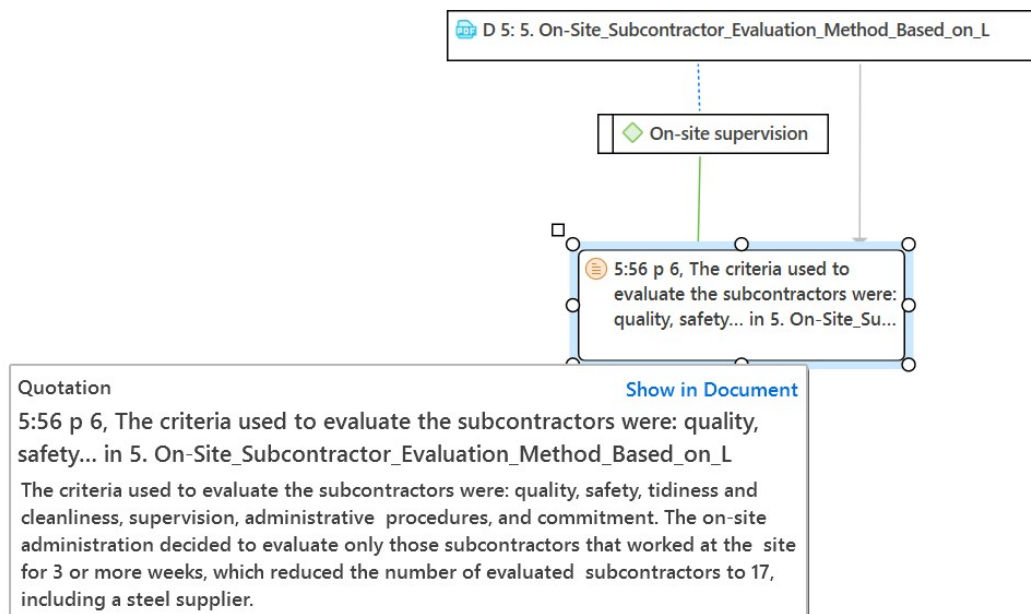 D 5: 5. On-Site_Subcontractor_Evaluation_Method_Based_on_L
On-site supervision
5:56 p 6, The criteria used to
evaluate the subcontractors were:
quality, safety... in 5. On-Site_Su...
Quotation
Show in Document
5:56 p 6, The criteria used to evaluate the subcontractors were: quality,
safety... in 5. On-Site_Subcontractor_Evaluation_Method_Based_on_L
The criteria used to evaluate the subcontractors were: quality, safety, tidiness and
cleanliness, supervision, administrative procedures, and commitment. The on-site
administration decided to evaluate only those subcontractors that worked at the site
for 3 or more weeks, which reduced the number of evaluated subcontractors to 17,
including a steel supplier.